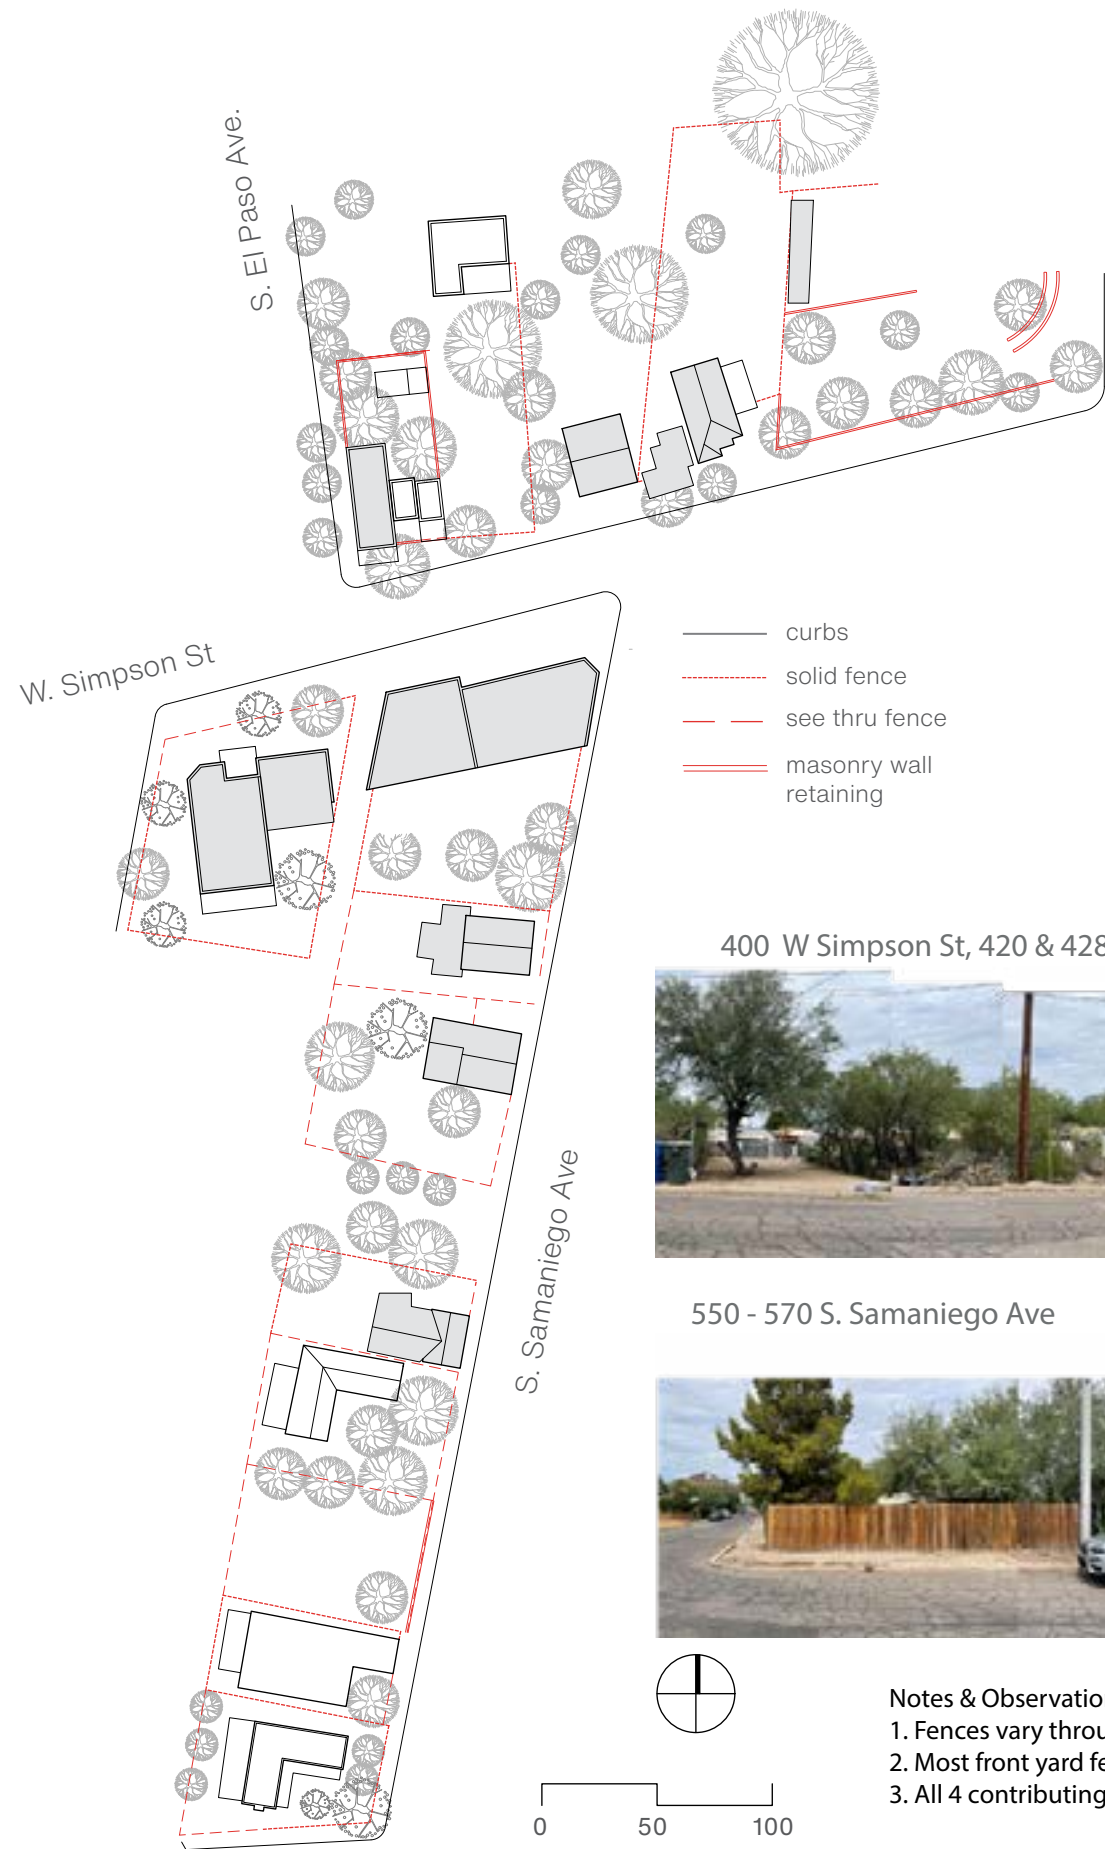 S. El Paso Ave.
W. Simpson St
curbs
solid fence
see thru fence
masonry wall
retaining
400 W Simpson St, 420 & 428
S. Samaniego Ave
550 - 570 S. Samaniego Ave
Notes & Observatio
1. Fences vary throu
2. Most front yard fe
3. All 4 contributing
0 50 100